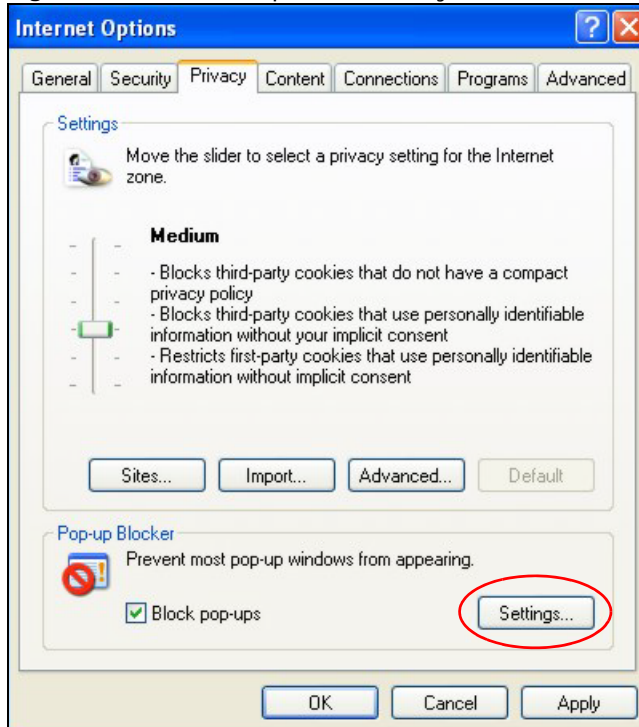 Internet Options
General Security Privacy Content Connections Programs Advanced
Settings
Move the slider to select a privacy setting for the Internet
zone.
Medium
- Blocks third-party cookies that do not have a compact
privacy policy
- Blocks third-party cookies that use personally identifiable
information without your implicit consent
- Restricts first-party cookies that use personally identifiable
information without implicit consent
Sites... Import... Advanced... Default
Pop-up Blocker
Prevent most pop-up windows from appearing.
Block pop-ups Settings...
OK Cancel Apply